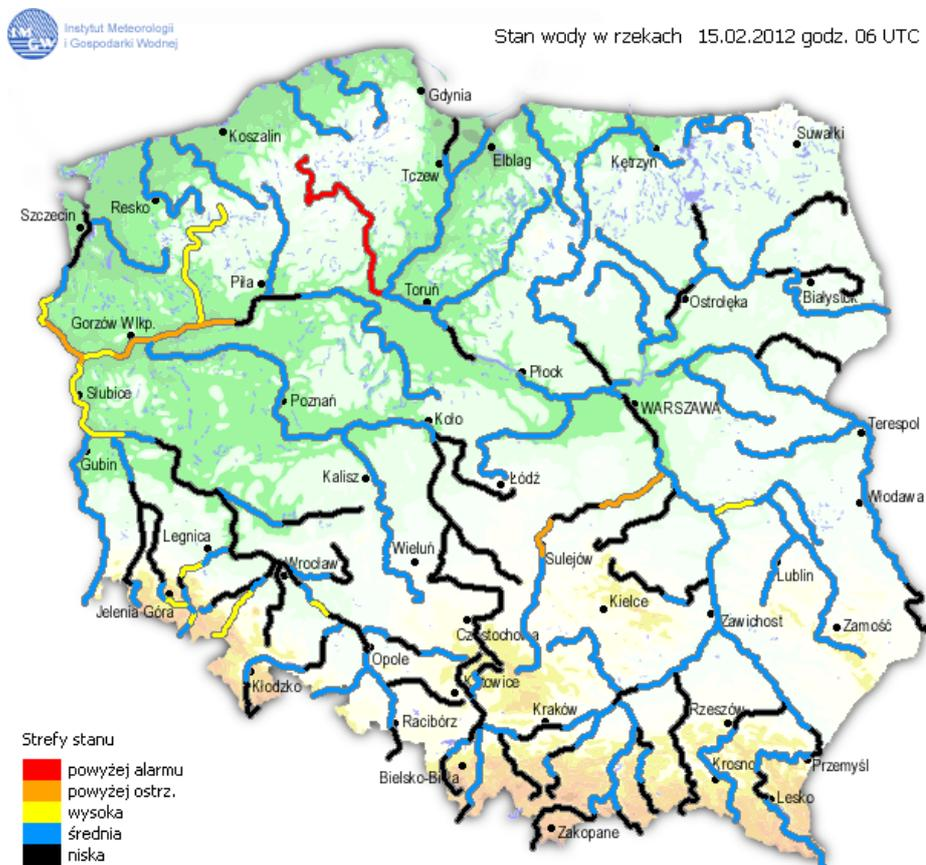 Instytut Meteorologii
i Gospodarki Wodnej
Stan wody w rzekach 15.02.2012 godz. 06 UTC
Gdynia
Koszalin
Suwałki
Elbląg
Kętrzyn
Tczew
Resko
Szczecin
Piła
Toruń
Ostrołęka
Białystok
Gorzów Wlkp.
Płock
Słubice
Poznań
WARSZAWA
Koło
Terespol
Gubin
Kalisz
Łódź
Włodawa
Legnica
Wrocław
Wieluń
Sulejów
Lublin
Jelenia Góra
Kielce
Zawichost
Zamość
Częstochowa
Opole
Kłodzko
Katowice
Racibórz
Kraków
Rzeszów
Strefy stanu
powyżej alarmu
powyżej ostrz.
wysoka
średnia
niska
Bielsko-Biała
Krosno
Przemyśl
Lesko
Zakopane